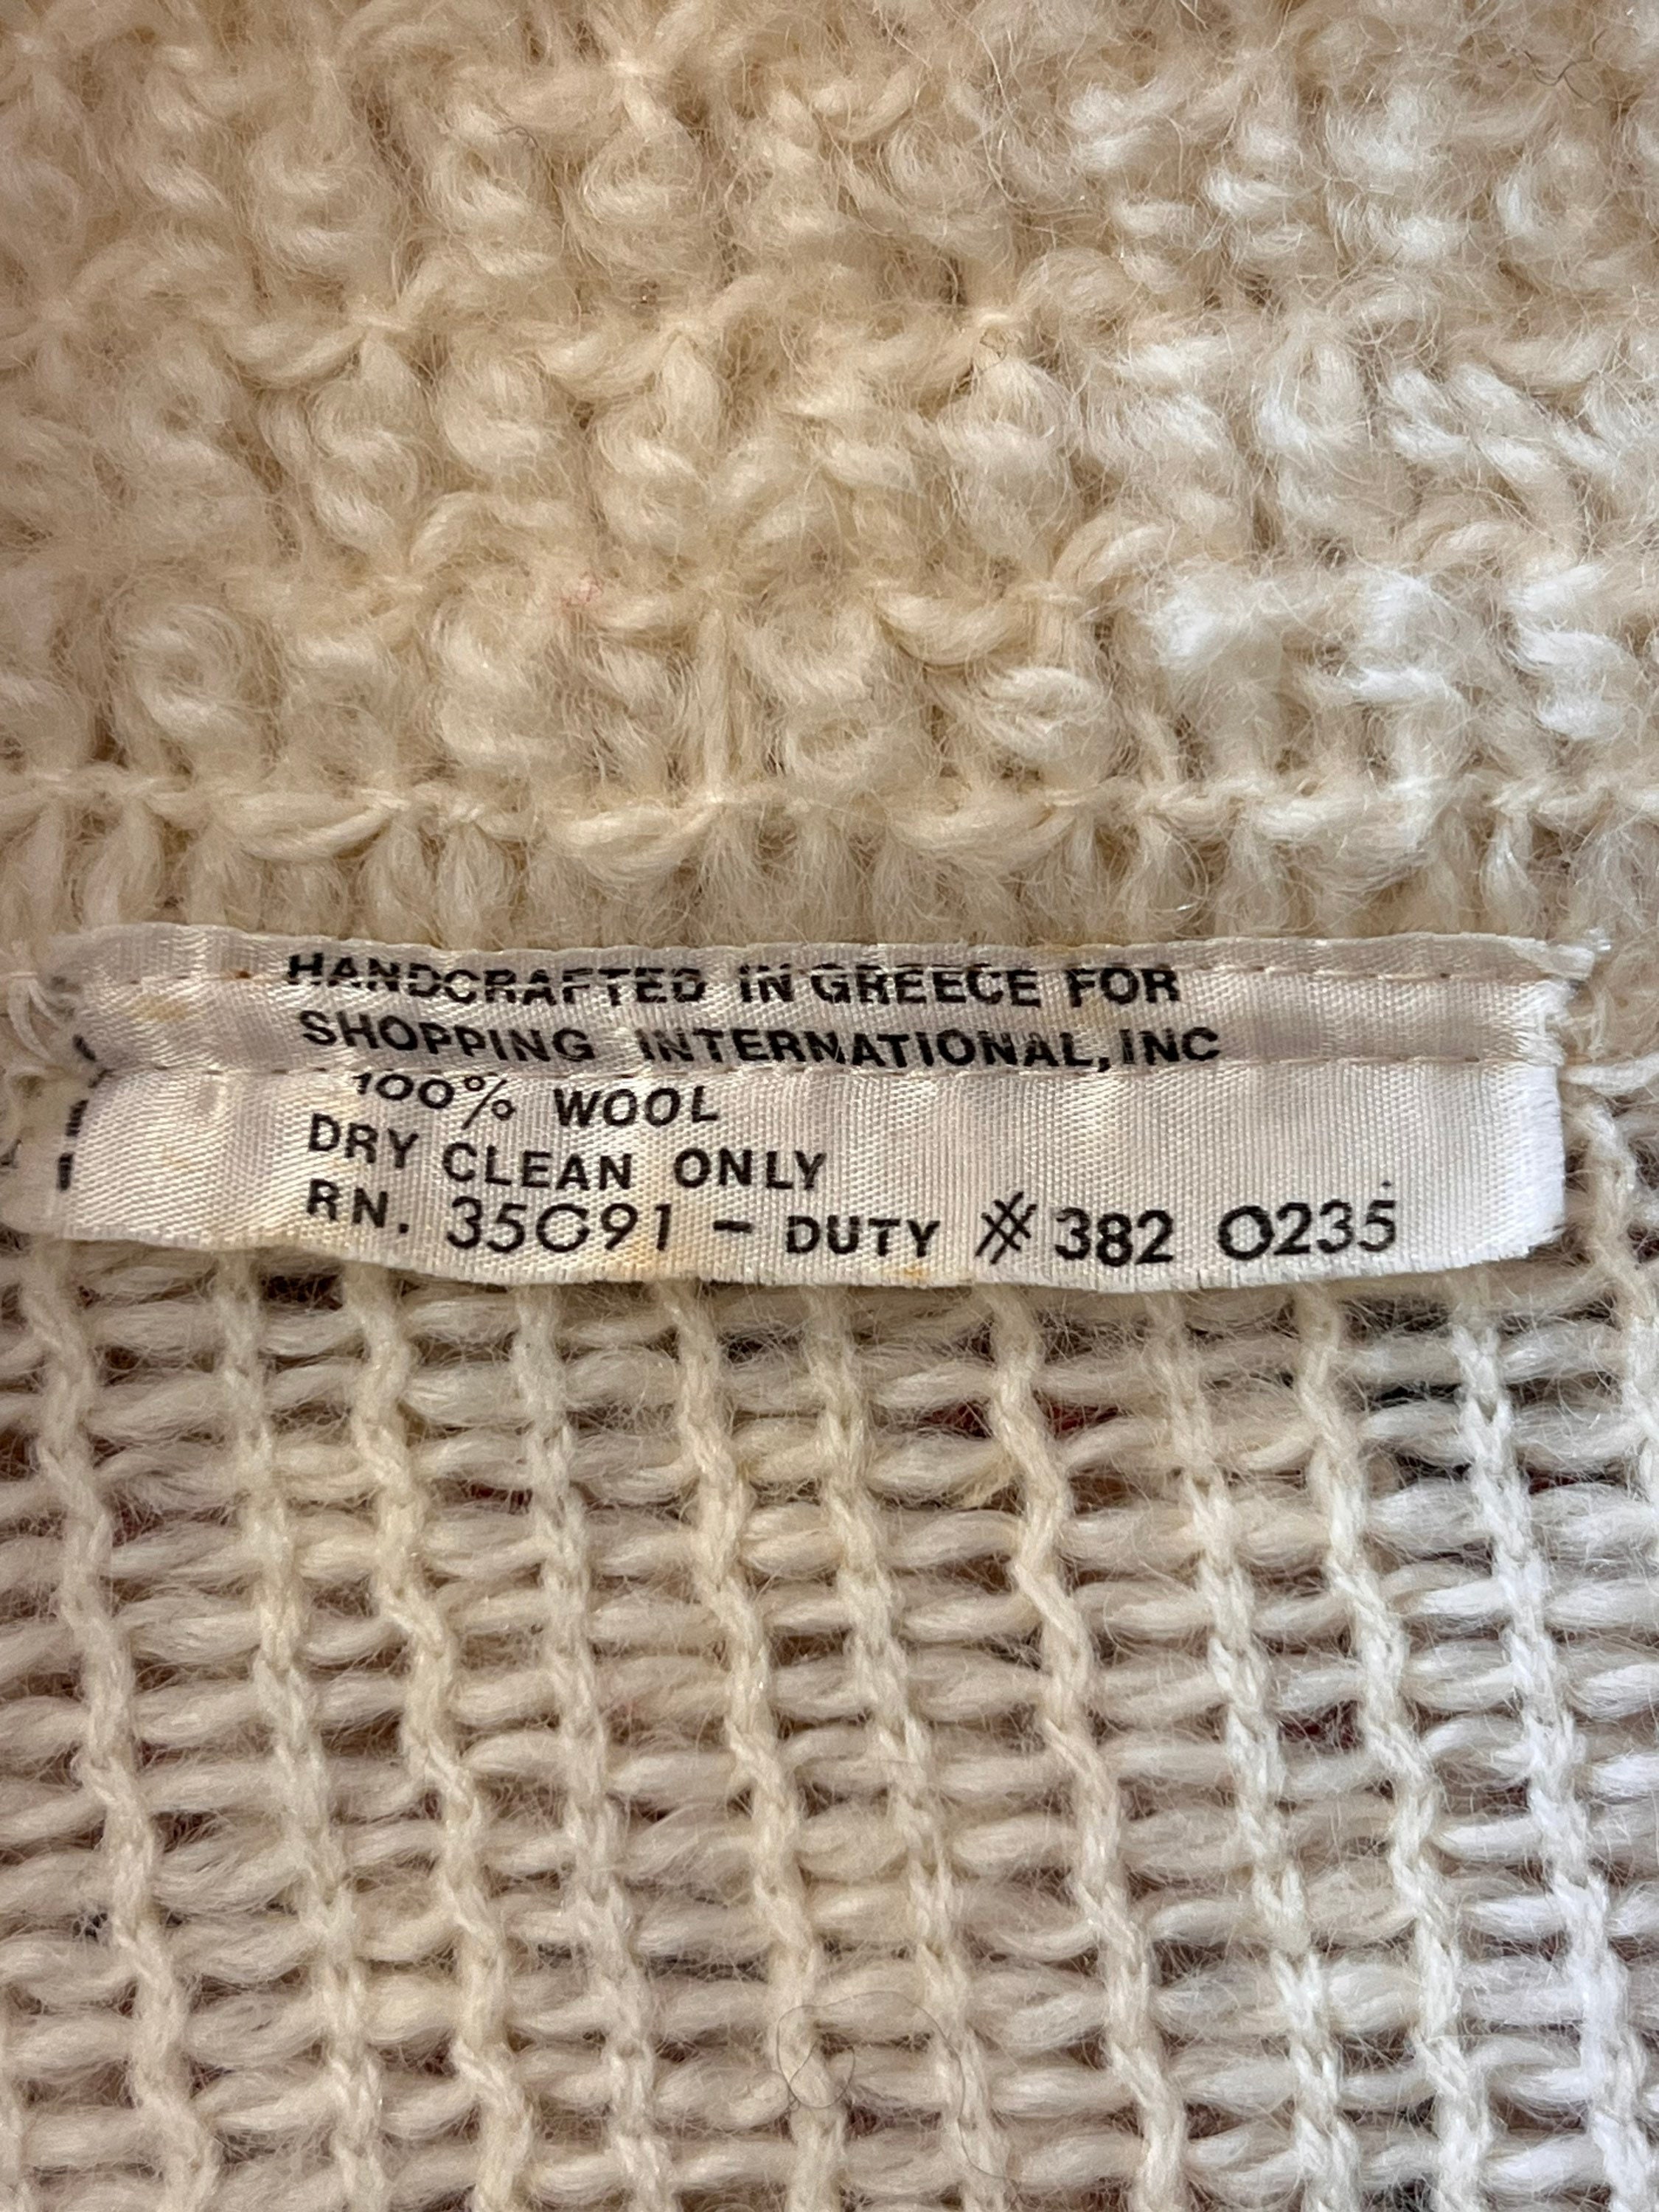 HANDCRAFTED IN GREECE FOR
SHOPPING INTERNATIONAL, INC
100% WOOL
DRY CLEAN ONLY
RN. 35091 - DUTY #382 0235